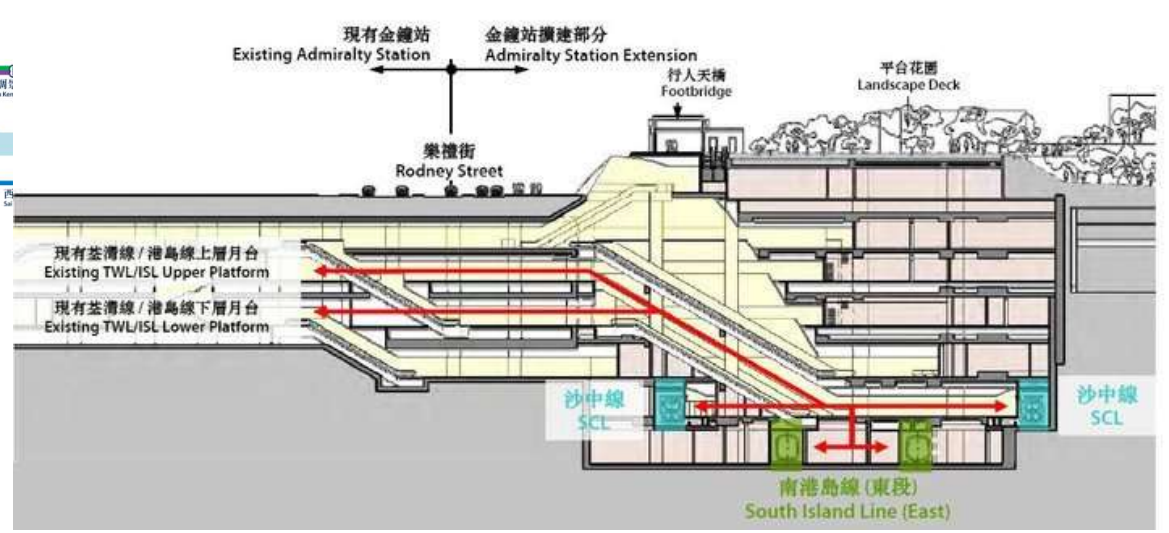 現有金鐘站
Existing Admiralty Station
金鐘站擴建部分
Admiralty Station Extension
行人天橋
Footbridge
平台花園
Landscape Deck
樂禮街
Rodney Street
現有荃灣線 / 港島線上層月台
Existing TWL/ISL Upper Platform
現有荃灣線 / 港島線下層月台
Existing TWL/ISL Lower Platform
沙中線
SCL
沙中線
SCL
南港島線 (東段)
South Island Line (East)